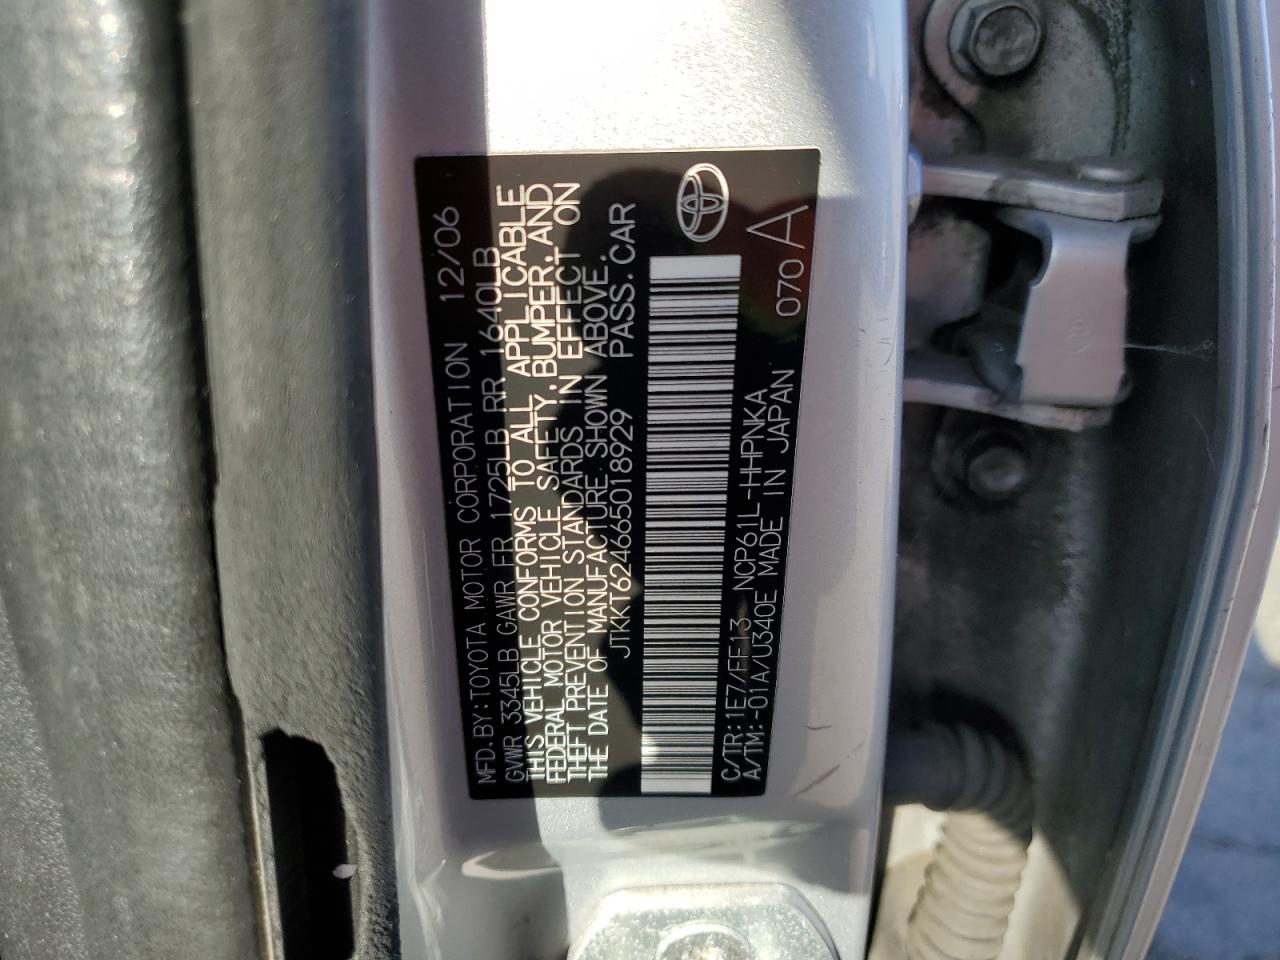 MFD.BY:TOYOTA MOTOR CORPORATION 12/06
GVWR 3345LB GAWR FR 1725LB RR 1640LB
THIS VEHICLE CONFORMS TO ALL APPLICABLE
FEDERAL MOTOR VEHICLE SAFETY,BUMPER,AND
THEFT PREVENTION STANDARDS IN EFFECT ON
THE DATE OF MANUFACTURE SHOWN ABOVE.
JTKKT624665018929 PASS.CAR
C/TR:1E7/FF13 NCP61L-HHPNKA 070 A
A/TM:-01A/U340E MADE IN JAPAN